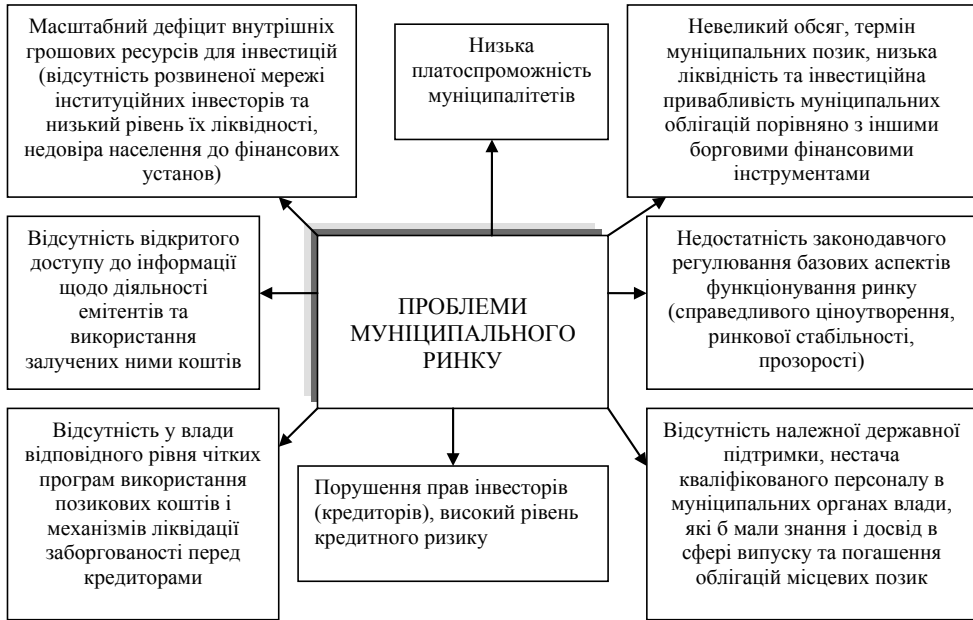 Масштабний дефіцит внутрішніх
грошових ресурсів для інвестицій
(відсутність розвиненої мережі
інституційних інвесторів та
низький рівень їх ліквідності,
недовіра населення до фінансових
установ)
Низька
платоспроможність
муніципалітетів
Невеликий обсяг, термін
муніципальних позик, низька
ліквідність та інвестиційна
привабливість муніципальних
облігацій порівняно з іншими
борговими фінансовими
інструментами
Відсутність відкритого
доступу до інформації
щодо діяльності
емітентів та
використання
залучених ними коштів
ПРОБЛЕМИ
МУНІЦИПАЛЬНОГО
РИНКУ
Недостатність законодавчого
регулювання базових аспектів
функціонування ринку
(справедливого ціноутворення,
ринкової стабільності,
прозорості)
Відсутність у влади
відповідного рівня чітких
програм використання
позикових коштів і
механізмів ліквідації
заборгованості перед
кредиторами
Порушення прав інвесторів
(кредиторів), високий рівень
кредитного ризику
Відсутність належної державної
підтримки, нестача
кваліфікованого персоналу в
муніципальних органах влади,
які б мали знання і досвід в
сфері випуску та погашення
облігацій місцевих позик